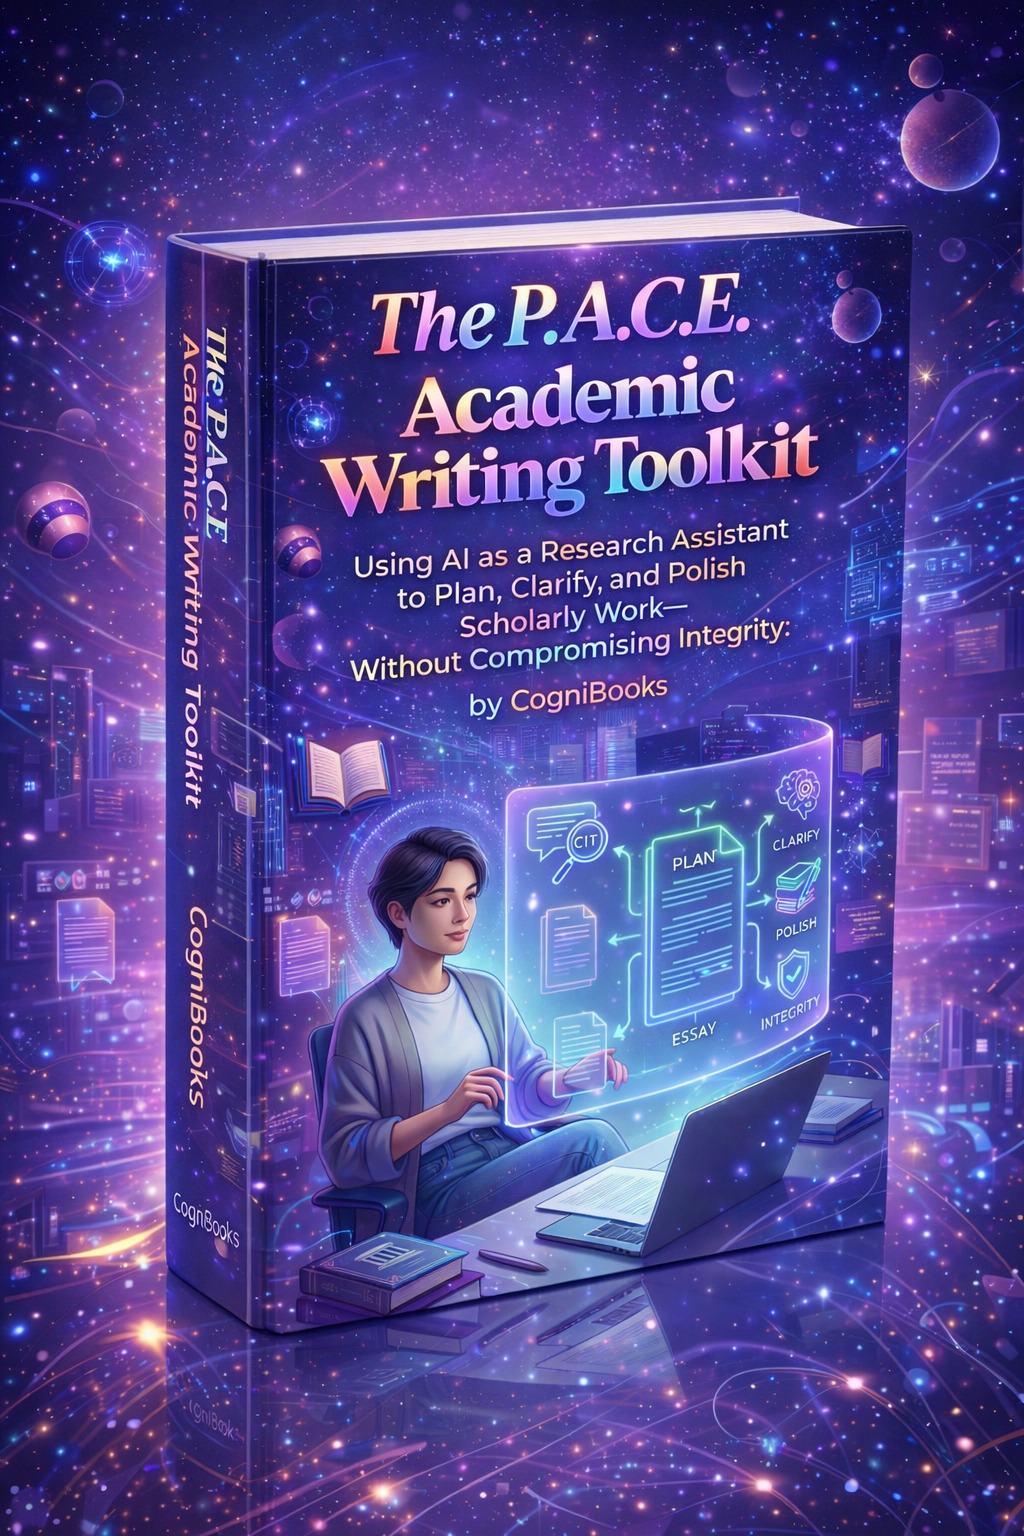 The P.A.C.E.
Academic
Writing Toolkit
Using AI as a Research Assistant
to Plan, Clarify, and Polish
Scholarly Work—
Without Compromising Integrity:
by CogniBooks
The P.A.C.E
Academic Writing Toolkit
CogniBooks
CogniBooks
CIT
PLAN
CLARIFY
POLISH
INTEGRITY
ESSAY